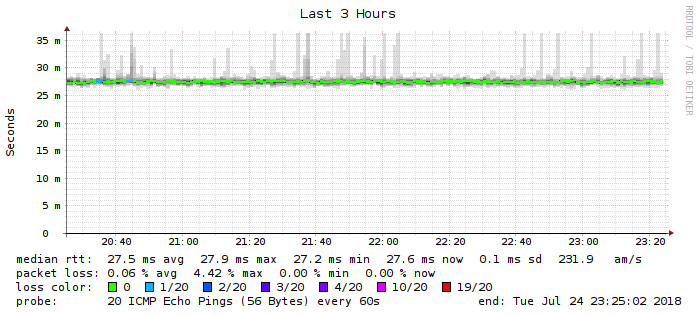 Last 3 Hours
RRDTOOL / TOBI OETIKER
Seconds
35 m
30 m
25 m
20 m
15 m
10 m
5 m
0
20:40 21:00 21:20 21:40 22:00 22:20 22:40 23:00 23:20
median rtt: 27.5 ms avg 27.9 ms max 27.2 ms min 27.6 ms now 0.1 ms sd 231.9 am/s
packet loss: 0.06 % avg 4.42 % max 0.00 % min 0.00 % now
loss color: 0 1/20 2/20 3/20 4/20 10/20 19/20
probe: 20 ICMP Echo Pings (56 Bytes) every 60s end: Tue Jul 24 23:25:02 2018